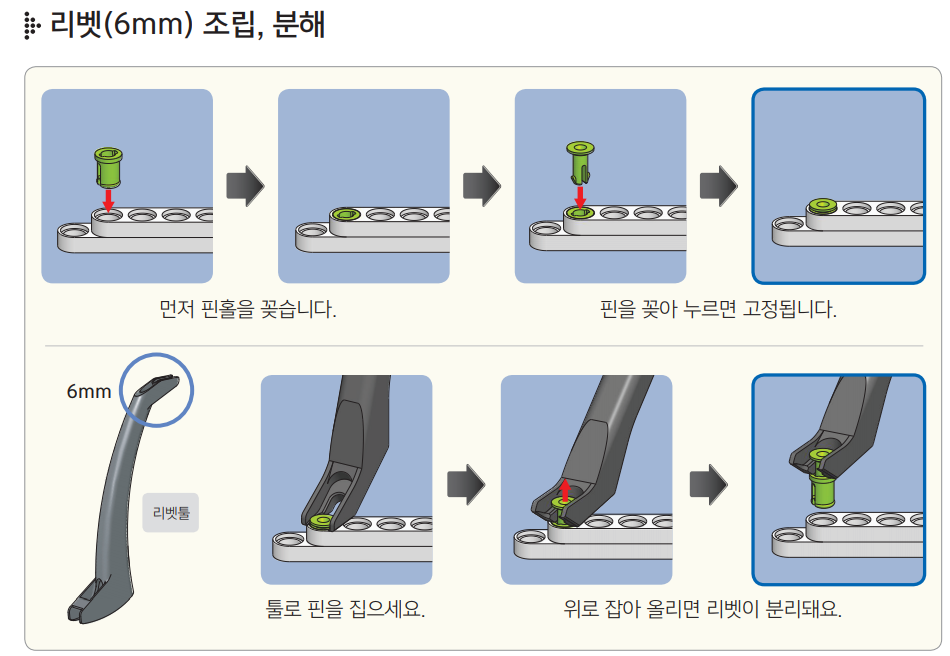 리벳(6mm) 조립, 분해
먼저 핀홀을 꽂습니다.
핀을 꽂아 누르면 고정됩니다.
6mm
리벳툴
툴로 핀을 집으세요.
위로 잡아 올리면 리벳이 분리돼요.